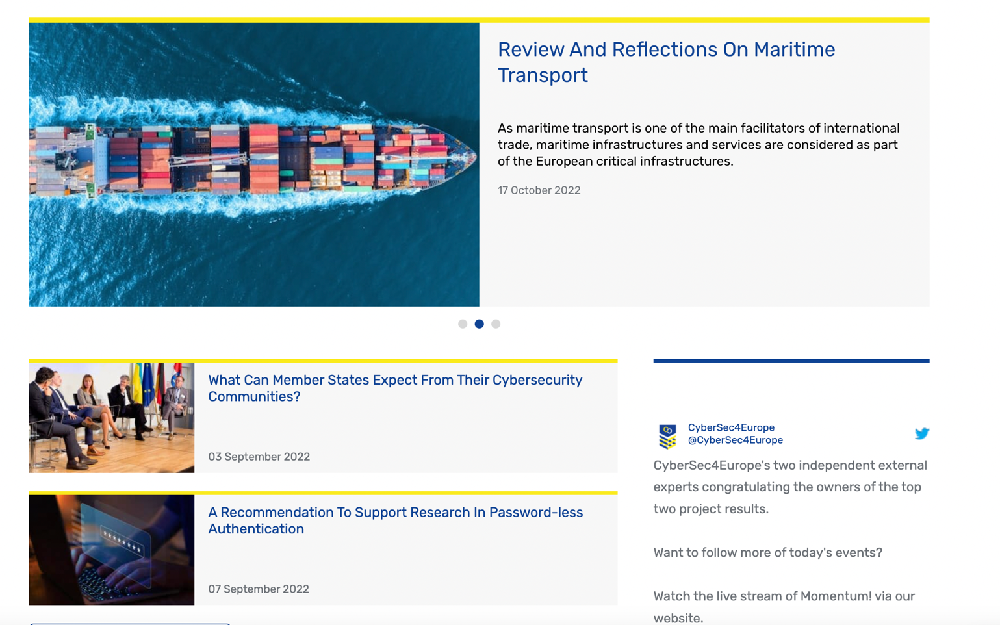 Review And Reflections On Maritime
Transport
As maritime transport is one of the main facilitators of international
trade, maritime infrastructures and services are considered as part
of the European critical infrastructures.
17 October 2022
What Can Member States Expect From Their Cybersecurity
Communities?
03 September 2022
A Recommendation To Support Research In Password-less
Authentication
07 September 2022
********
CyberSec4Europe
@CyberSec4Europe
CyberSec4Europe's two independent external
experts congratulating the owners of the top
two project results.
Want to follow more of today's events?
Watch the live stream of Momentum! via our
website.